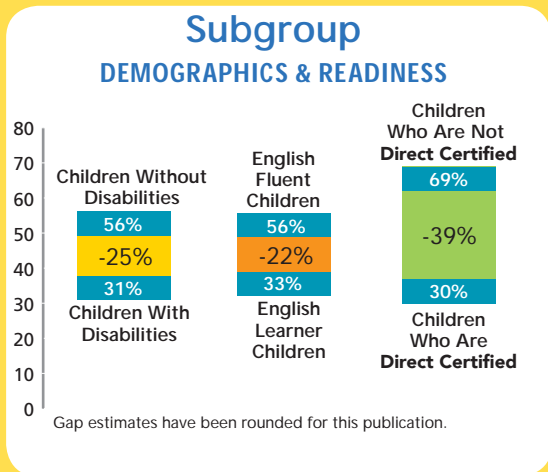 Subgroup
DEMOGRAPHICS & READINESS
80
70
60
50
40
30
20
10
0
Children Without
Disabilities
56%
-25%
31%
Children With
Disabilities
English
Fluent
Children
56%
-22%
33%
English
Learner
Children
Children
Who Are Not
Direct Certified
69%
-39%
30%
Children
Who Are
Direct Certified
Gap estimates have been rounded for this publication.